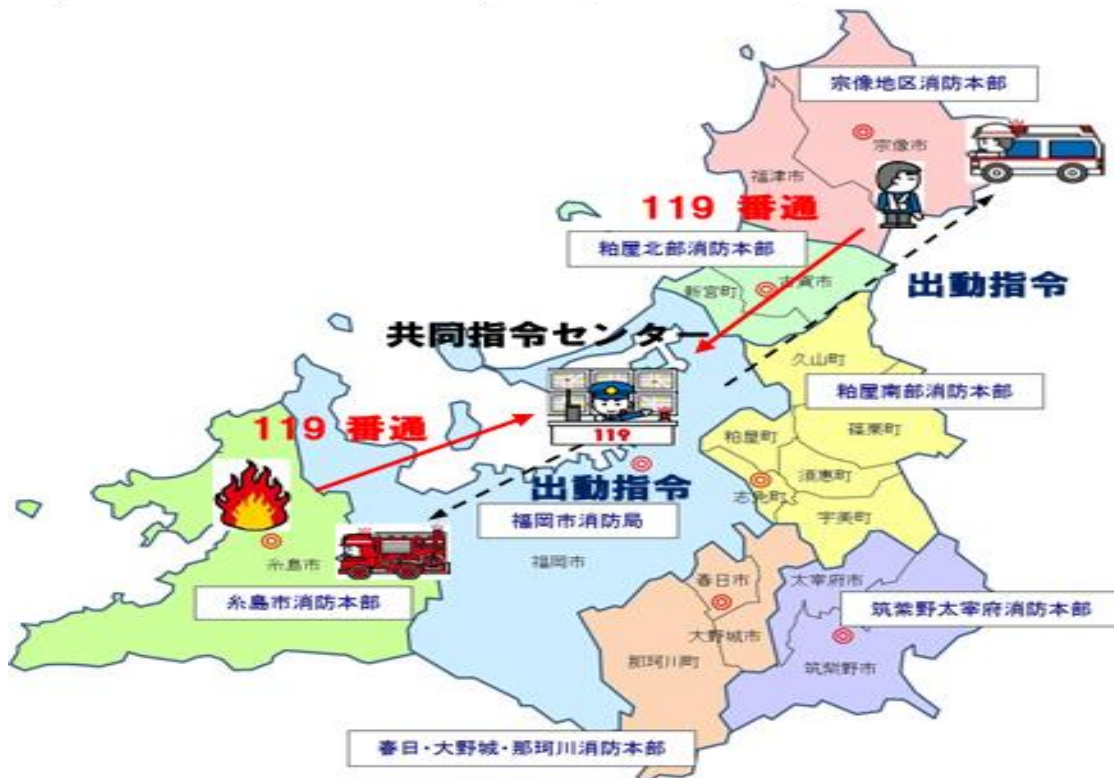 宗像地区消防本部
宗像市
福津市
119 番通
粕屋北部消防本部
古賀市
新宮町
出動指令
共同指令センター
久山町
粕屋南部消防本部
119 番通
119
粕屋町
篠栗町
須恵町
志免町
宇美町
出動指令
福岡市消防局
福岡市
糸島市
糸島市消防本部
春日市
太宰府市
筑紫野太宰府消防本部
大野城市
那珂川町
筑紫野市
春日・大野城・那珂川消防本部